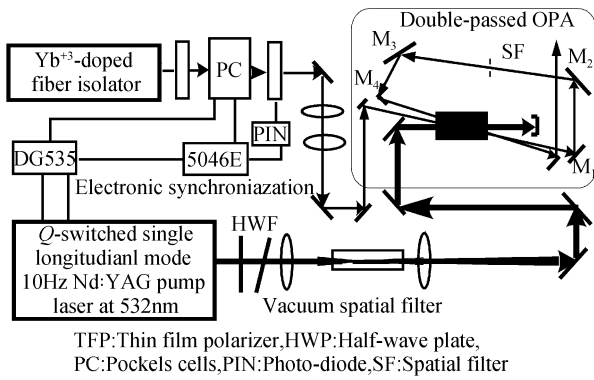 Double-passed OPA
Yb+3-doped
fiber isolator
PC
M3
SF
M2
M4
PIN
M1
DG535
5046E
Electronic synchroniazation
HWF
Q-switched single
longitudianl mode
10Hz Nd:YAG pump
laser at 532nm
Vacuum spatial filter
TFP:Thin film polarizer,HWP:Half-wave plate,
PC:Pockels cells,PIN:Photo-diode,SF:Spatial filter